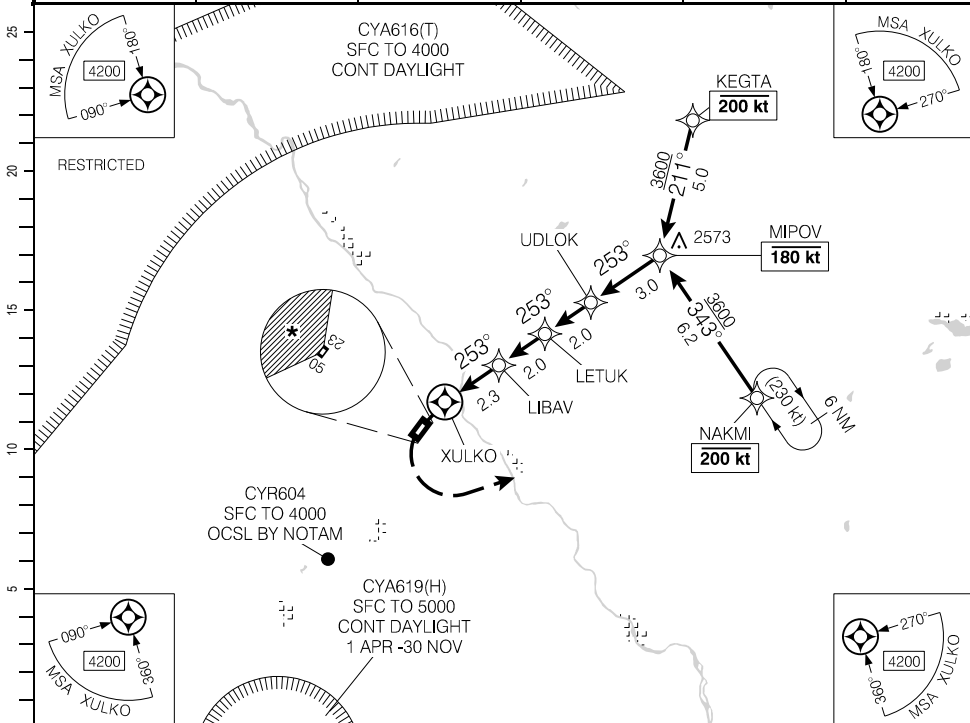 25
20
15
10
5
MSA XULKO
180°
4200
090°
RESTRICTED
CYA616(T)
SFC TO 4000
CONT DAYLIGHT
MSA XULKO
180°
4200
270°
KEGTA
200 kt
3600
211°
5.0
2573
MIPOV
180 kt
UDLOK
253°
3.0
253°
2.0
LETUK
253°
2.0
LIBAV
2.3
XULKO
3600
343°
6.2
(230 kt)
6 NM
NAKMI
200 kt
*
23
05
CYR604
SFC TO 4000
OCSL BY NOTAM
CYA619(H)
SFC TO 5000
CONT DAYLIGHT
1 APR -30 NOV
090°
4200
360°
MSA XULKO
270°
4200
360°
MSA XULKO